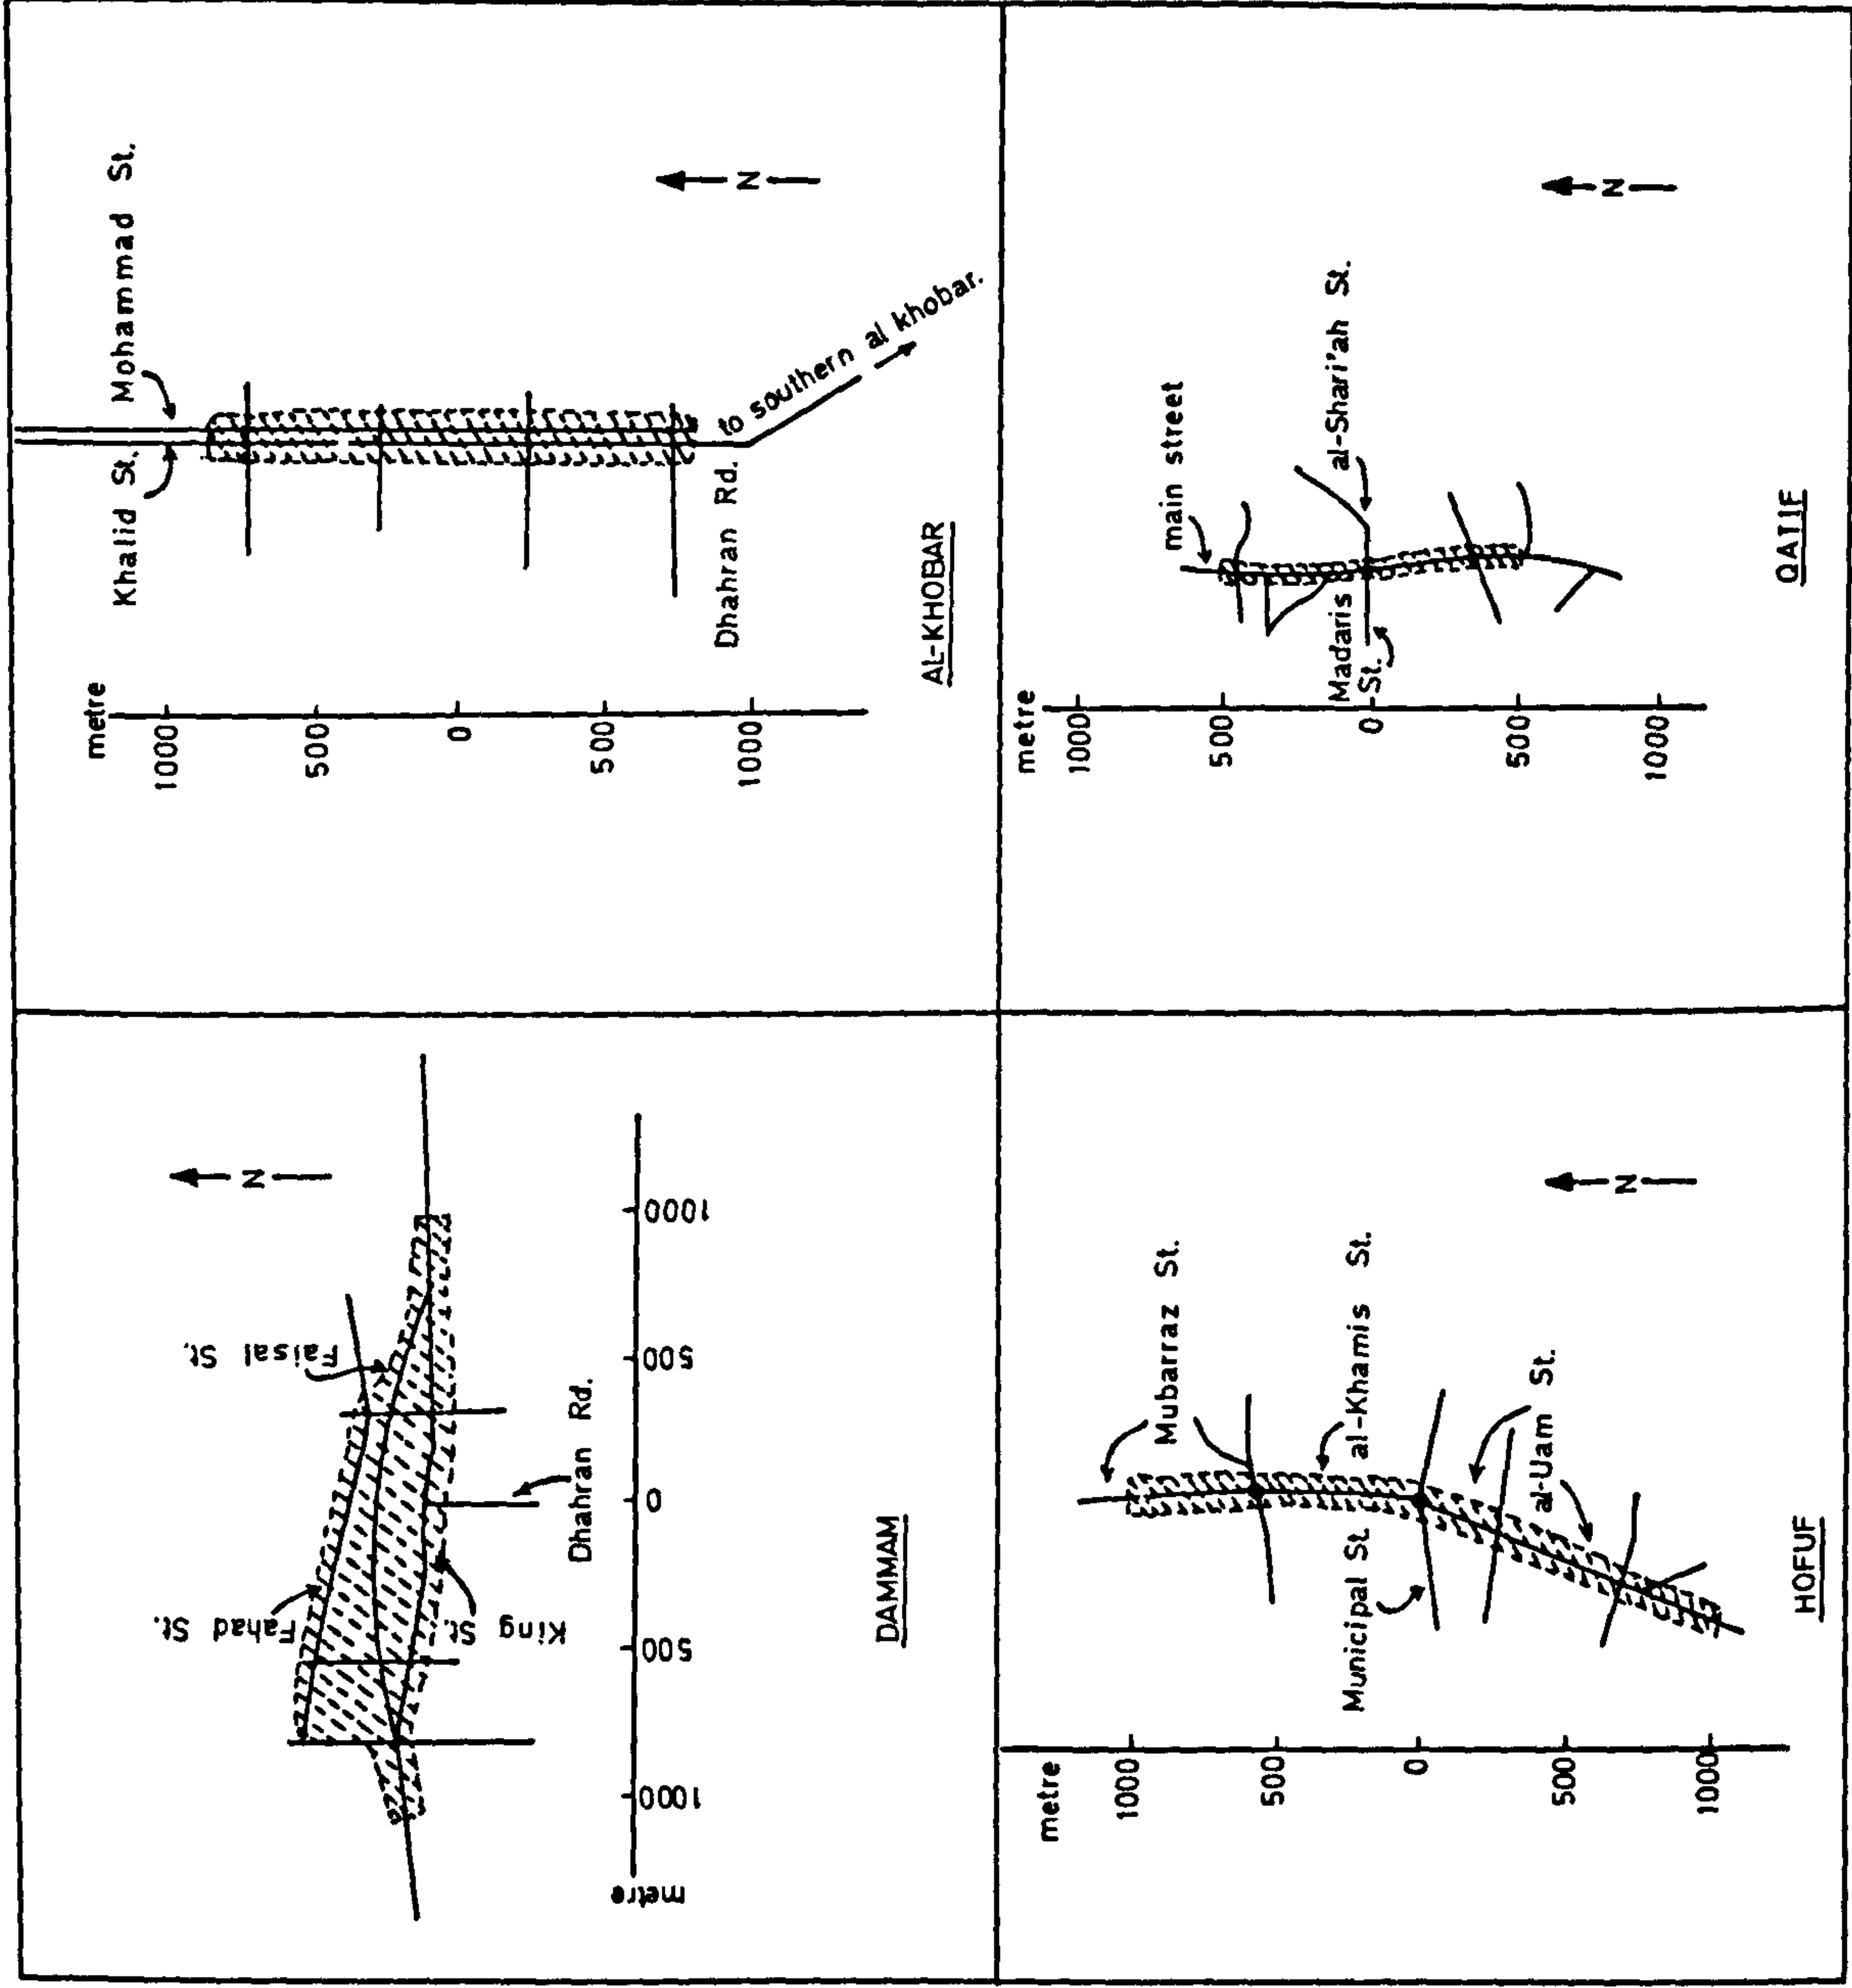 metre
1000
500
0
500
1000
Khalid St.
Mohammad St.
Dhahran Rd.
to southern al khobar.
N
AL-KHOBAR
metre
1000
500
0
500
1000
main street
Madaris
St.
al-Shari'ah St.
N
QATIF
Fahad St.
Faisal
St.
King
St.
Dhahran Rd.
metre
1000
500
0
500
1000
N
DAMMAM
metre
1000
500
0
500
1000
Mubarraz St.
al-Khamis St.
Municipal St.
al-Uam St.
N
HOFUF